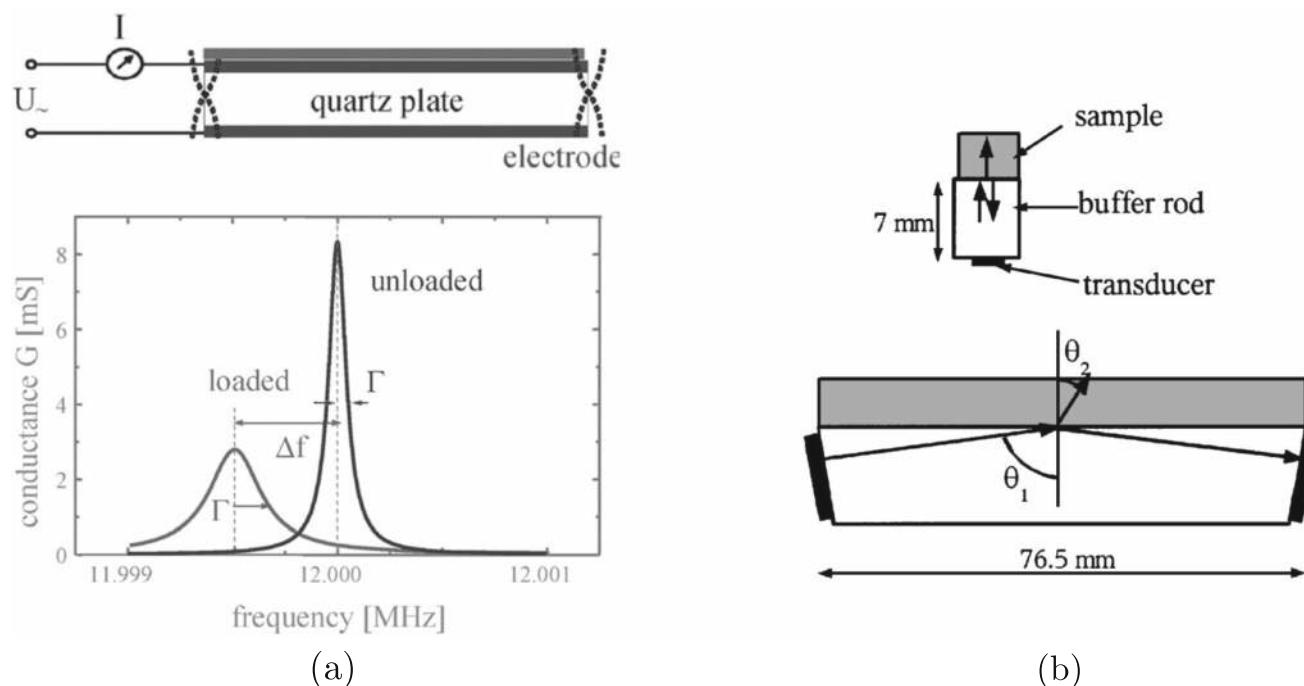 I
U~
quartz plate
electrode
conductance G [mS]
8
6
4
2
0
unloaded
loaded
Γ
Δf
Γ
11.999
12.000
12.001
frequency [MHz]
(a)
sample
buffer rod
7 mm
transducer
θ2
θ1
76.5 mm
(b)